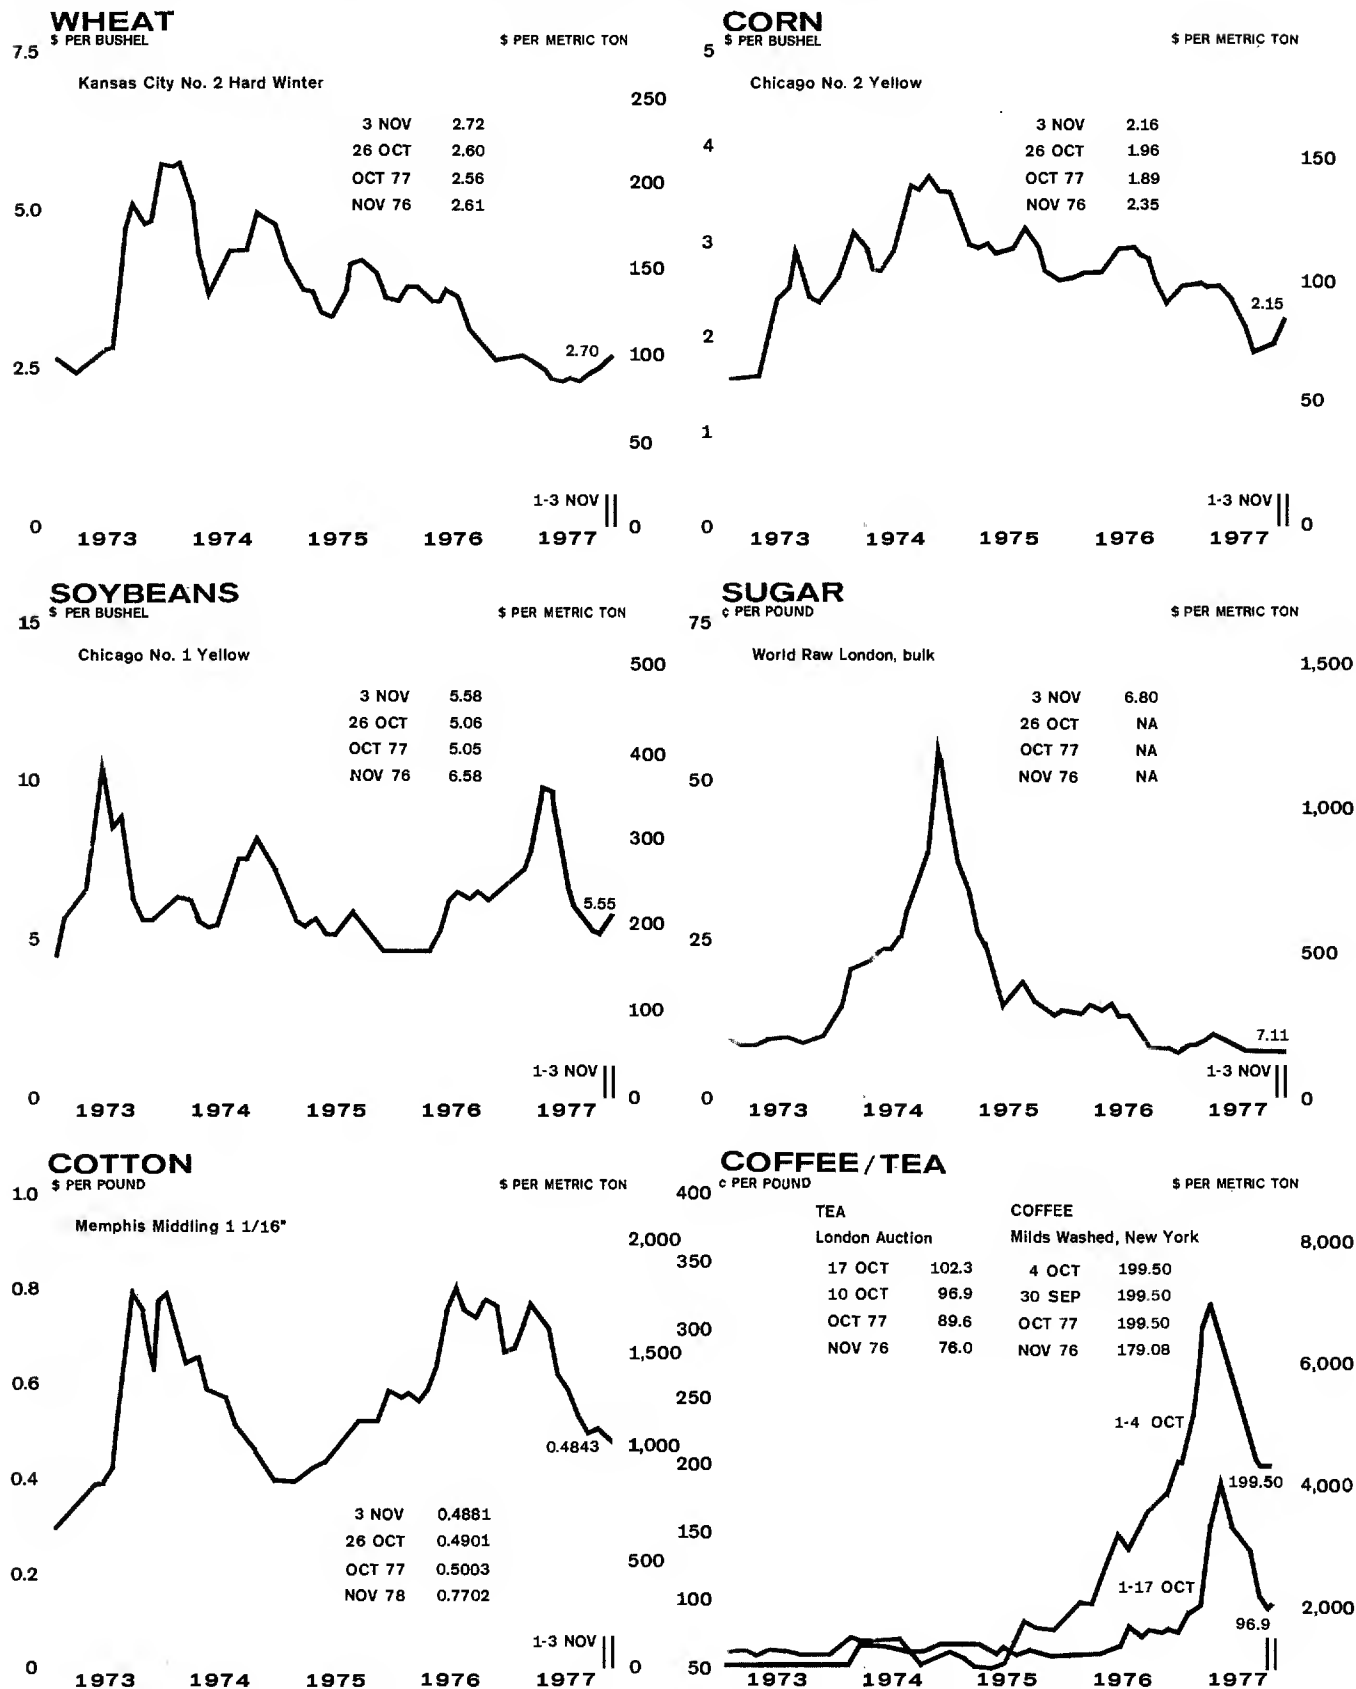 WHEAT
$ PER BUSHEL $ PER METRIC TON
7.5
Kansas City No. 2 Hard Winter
250
3 NOV 2.72
26 OCT 2.60
OCT 77 2.56
NOV 76 2.61
200
5.0
150
2.70
100
2.5
50
1-3 NOV
0 0
1973 1974 1975 1976 1977
CORN
$ PER BUSHEL $ PER METRIC TON
5
Chicago No. 2 Yellow
3 NOV 2.16
26 OCT 1.96
OCT 77 1.89
NOV 76 2.35
4
150
3
100
2.15
2
50
1
1-3 NOV
0 0
1973 1974 1975 1976 1977
SOYBEANS
$ PER BUSHEL $ PER METRIC TON
15
Chicago No. 1 Yellow
500
3 NOV 5.58
26 OCT 5.06
OCT 77 5.05
NOV 76 6.58
400
10
300
5.55
200
5
100
1-3 NOV
0 0
1973 1974 1975 1976 1977
SUGAR
¢ PER POUND $ PER METRIC TON
75
World Raw London, bulk
1,500
3 NOV 6.80
26 OCT NA
OCT 77 NA
NOV 76 NA
50
1,000
25
500
7.11
1-3 NOV
0 0
1973 1974 1975 1976 1977
COTTON
$ PER POUND $ PER METRIC TON
1.0
Memphis Middling 1 1/16"
2,000
0.8
1,500
0.6
0.4843
1,000
0.4
3 NOV 0.4881
26 OCT 0.4901
OCT 77 0.5003
NOV 78 0.7702
500
0.2
1-3 NOV
0 0
1973 1974 1975 1976 1977
COFFEE/TEA
¢ PER POUND $ PER METRIC TON
400
TEA COFFEE
London Auction Milds Washed, New York
8,000
350
17 OCT 102.3 4 OCT 199.50
10 OCT 96.9 30 SEP 199.50
OCT 77 89.6 OCT 77 199.50
NOV 76 76.0 NOV 76 179.08
300
6,000
250
1-4 OCT
200
199.50
4,000
150
1-17 OCT
100
2,000
96.9
50
1973 1974 1975 1976 1977